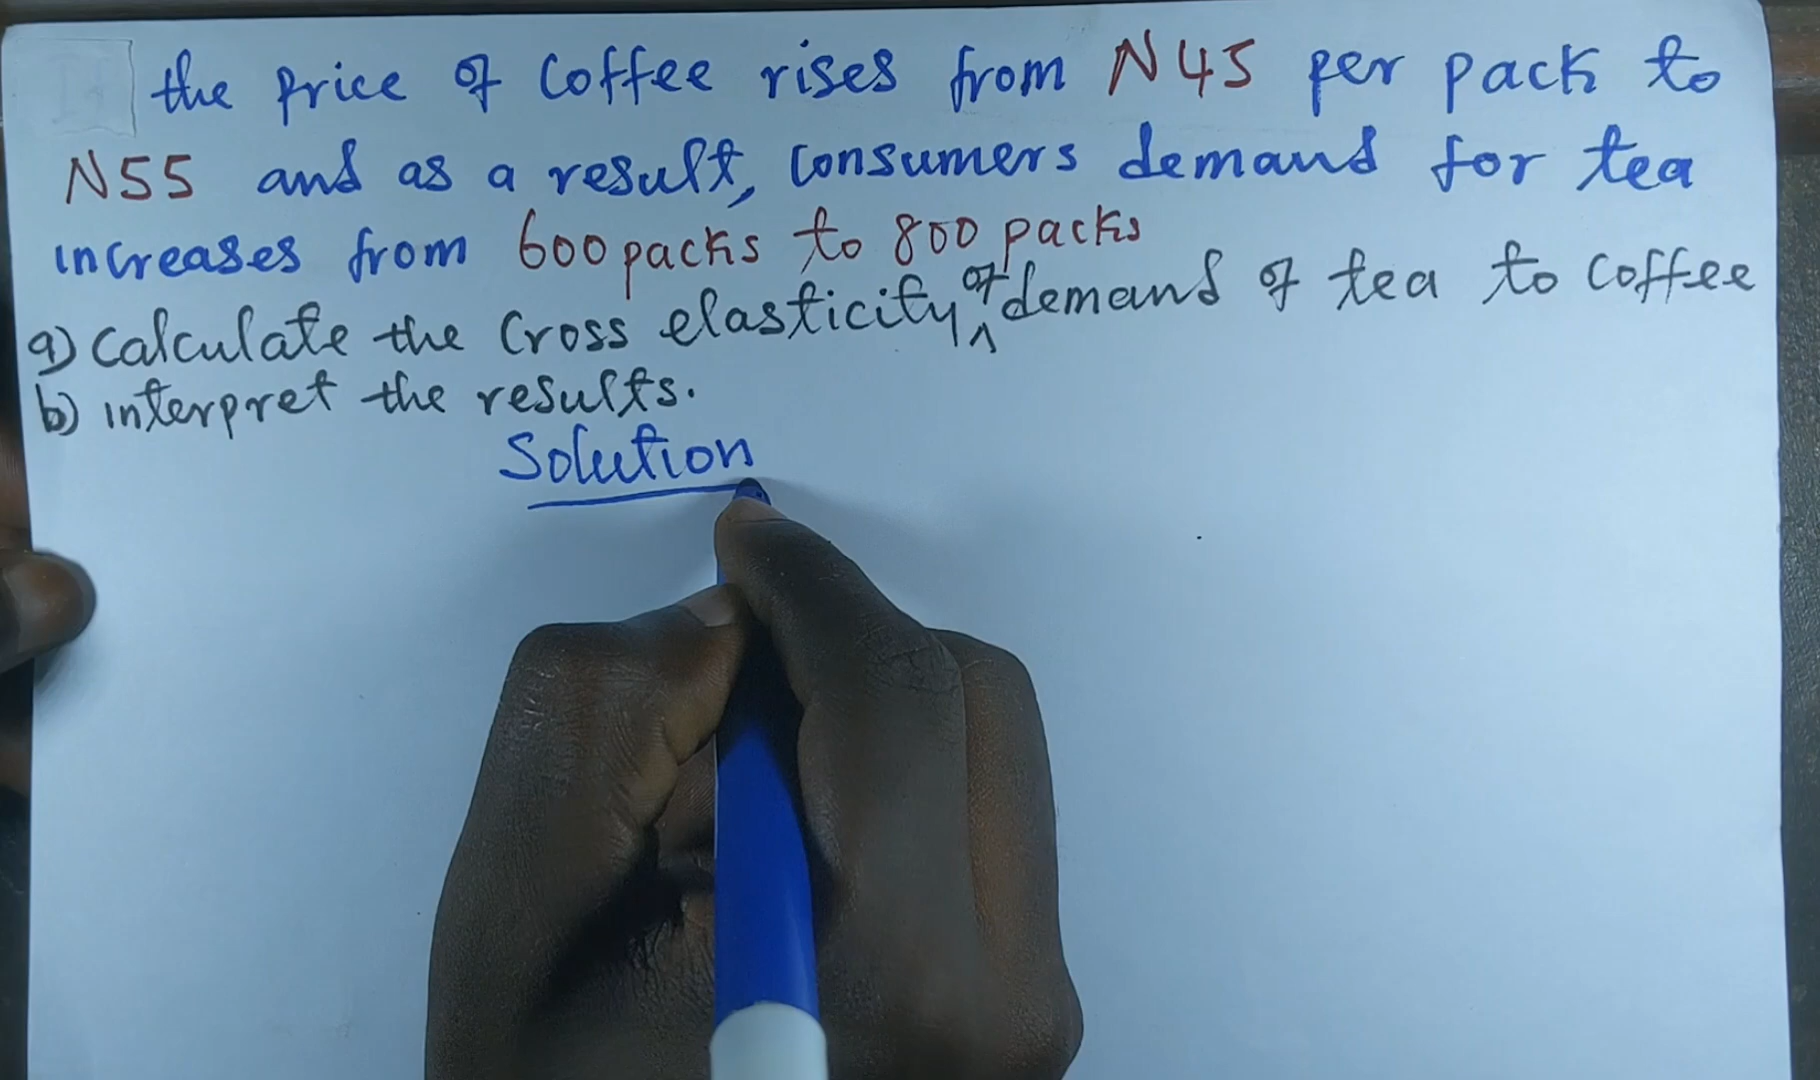 the price of coffee rises from N45 per pack to
N55 and as a result, consumers demand for tea
increases from 600 packs to 800 packs
a) Calculate the Cross elasticity of demand of tea to coffee
b) interpret the results.
Solution